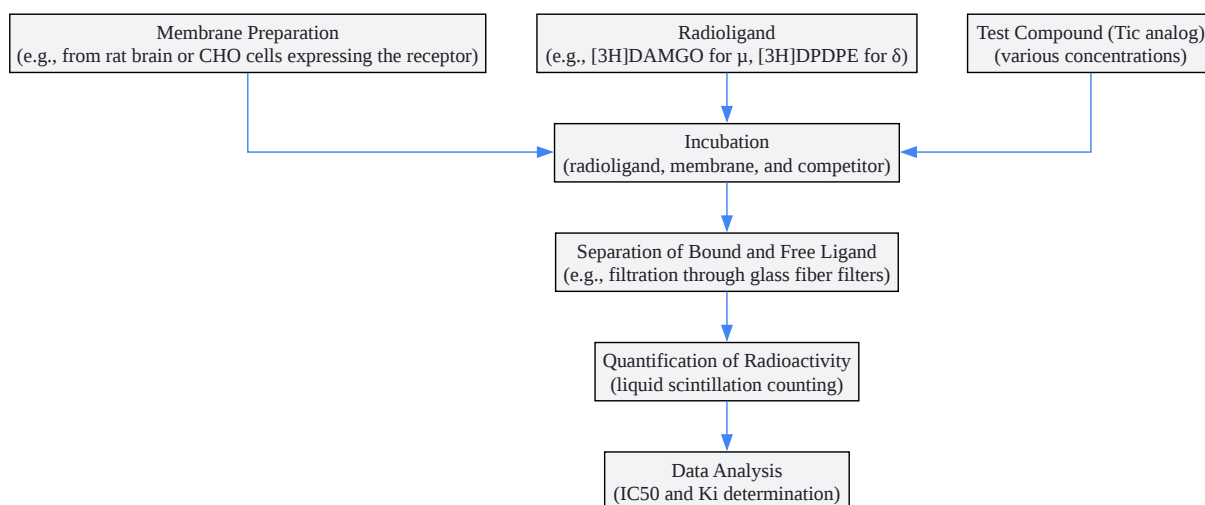 Membrane Preparation
(e.g., from rat brain or CHO cells expressing the receptor)
Radioligand
(e.g., [3H]DAMGO for µ, [3H]DPDPE for δ)
Test Compound (Tic analog)
(various concentrations)
Incubation
(radioligand, membrane, and competitor)
Separation of Bound and Free Ligand
(e.g., filtration through glass fiber filters)
Quantification of Radioactivity
(liquid scintillation counting)
Data Analysis
(IC50 and Ki determination)